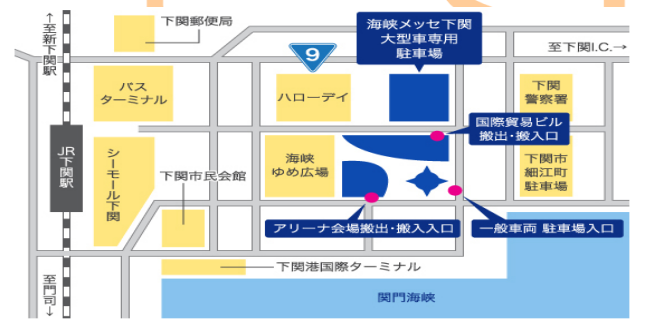 ↑至新下関駅
下関郵便局
9
海峡メッセ下関
大型車専用
駐車場
至下関I.C.→
バス
ターミナル
ハローデイ
下関
警察署
国際貿易ビル
搬出・搬入口
JR
下関駅
シーモール下関
下関市民会館
海峡
ゆめ広場
下関市
細江町
駐車場
アリーナ会場搬出・搬入入口
一般車両 駐車場入口
下関港国際ターミナル
至門司↓
関門海峡